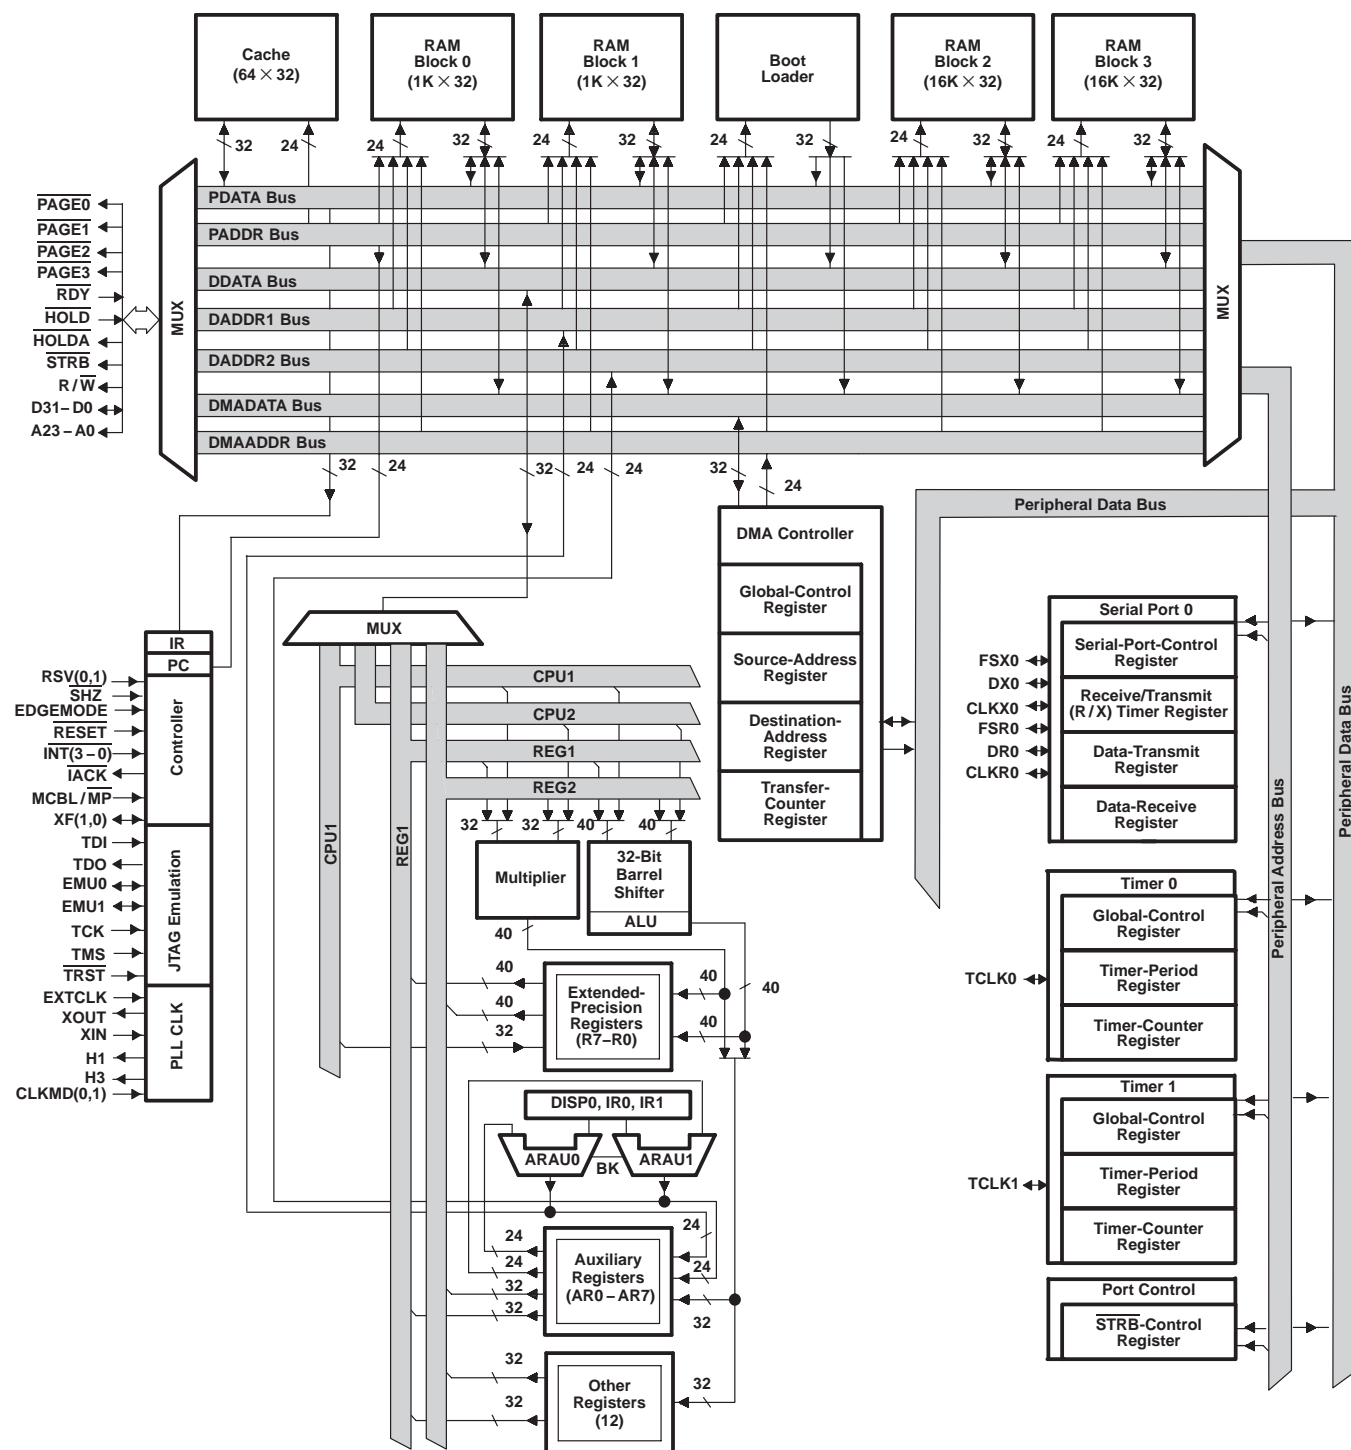 Cache
(64 × 32)
RAM
Block 0
(1K × 32)
RAM
Block 1
(1K × 32)
Boot
Loader
RAM
Block 2
(16K × 32)
RAM
Block 3
(16K × 32)
32
24
24
32
24
32
24
32
24
32
24
32
MUX
PDATA Bus
PADDR Bus
DDATA Bus
DADDR1 Bus
DADDR2 Bus
DMADATA Bus
DMAADDR Bus
MUX
PAGE0
PAGE1
PAGE2
PAGE3
RDY
HOLD
HOLDA
STRB
R/W
D31–D0
A23–A0
32
24
32
24
24
32
24
DMA Controller
Global-Control
Register
Source-Address
Register
Destination-
Address
Register
Transfer-
Counter
Register
Peripheral Data Bus
Peripheral Address Bus
Peripheral Data Bus
IR
PC
Controller
JTAG Emulation
PLL CLK
RSV(0,1)
SHZ
EDGEMODE
RESET
INT(3–0)
IACK
MCBL/MP
XF(1,0)
TDI
TDO
EMU0
EMU1
TCK
TMS
TRST
EXTCLK
XOUT
XIN
H1
H3
CLKMD(0,1)
MUX
CPU1
CPU2
REG1
REG2
CPU1
REG1
32
32
40
40
Multiplier
32-Bit
Barrel
Shifter
ALU
40
40
40
32
Extended-
Precision
Registers
(R7–R0)
40
40
40
DISP0, IR0, IR1
ARAU0
BK
ARAU1
24
24
32
32
Auxiliary
Registers
(AR0–AR7)
24
24
32
32
32
Other
Registers
(12)
32
Serial Port 0
Serial-Port-Control
Register
Receive/Transmit
(R/X) Timer Register
Data-Transmit
Register
Data-Receive
Register
FSX0
DX0
CLKX0
FSR0
DR0
CLKR0
Timer 0
Global-Control
Register
Timer-Period
Register
Timer-Counter
Register
TCLK0
Timer 1
Global-Control
Register
Timer-Period
Register
Timer-Counter
Register
TCLK1
Port Control
STRB-Control
Register